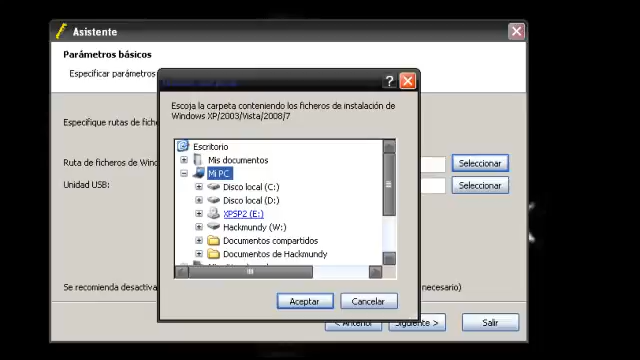 Asistente
Parámetros básicos
Especificar parámetros
Escoja la carpeta conteniendo los ficheros de instalación de
Windows XP/2003/Vista/2008/7
Especifique rutas de fiche
Escritorio
Mis documentos
Ruta de ficheros de Wind
Mi PC
Seleccionar
Unidad USB:
Disco local (C:)
Seleccionar
Disco local (D:)
XPSP2 (E:)
Hackmundy (W:)
Documentos compartidos
Documentos de Hackmundy
Se recomienda desactiva
necesario)
Aceptar
Cancelar
< Anterior
Siguiente >
Salir